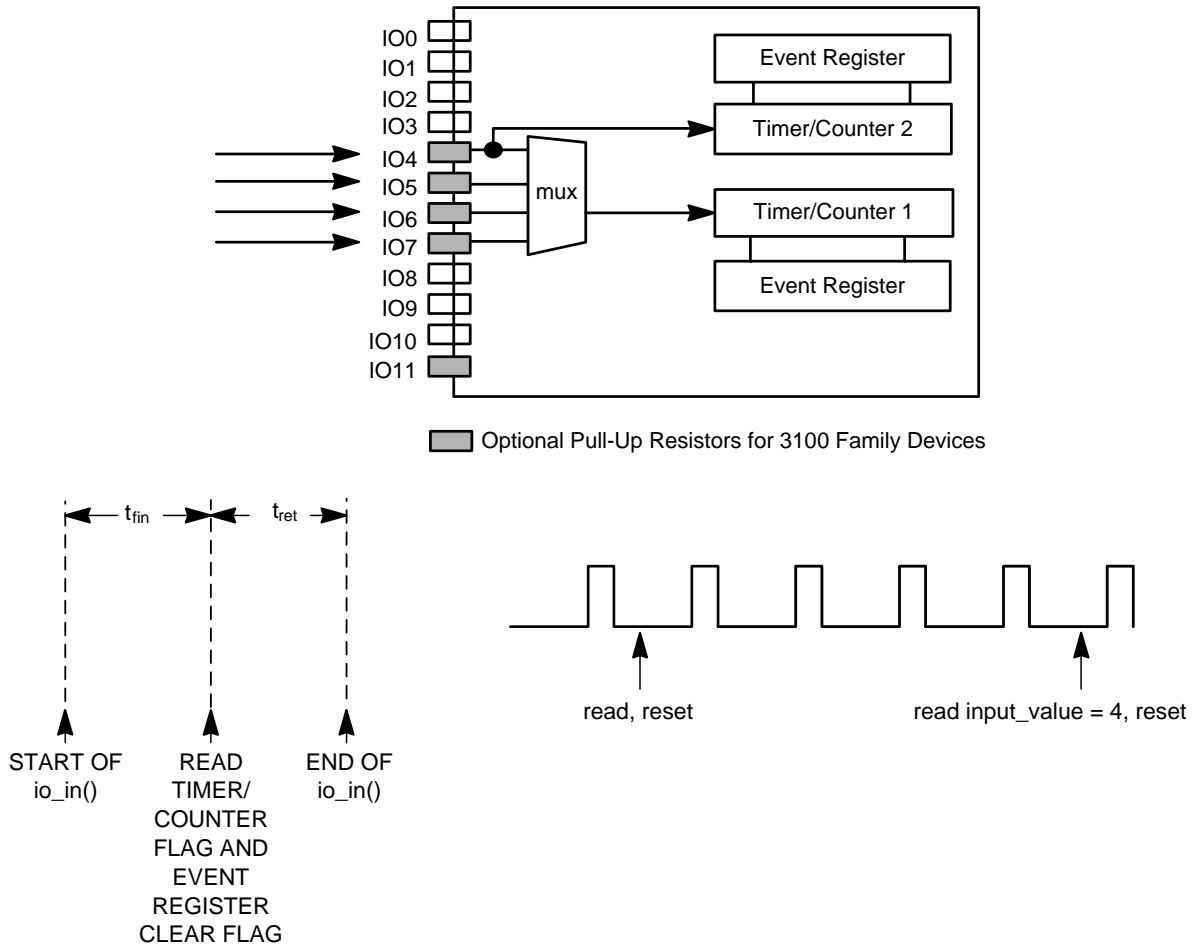 IO0
IO1
IO2
IO3
IO4
IO5
IO6
IO7
IO8
IO9
IO10
IO11
mux
Event Register
Timer/Counter 2
Timer/Counter 1
Event Register
Optional Pull-Up Resistors for 3100 Family Devices
tfin
tret
START OF
io_in()
READ
TIMER/
COUNTER
FLAG AND
EVENT
REGISTER
CLEAR FLAG
END OF
io_in()
read, reset
read input_value = 4, reset